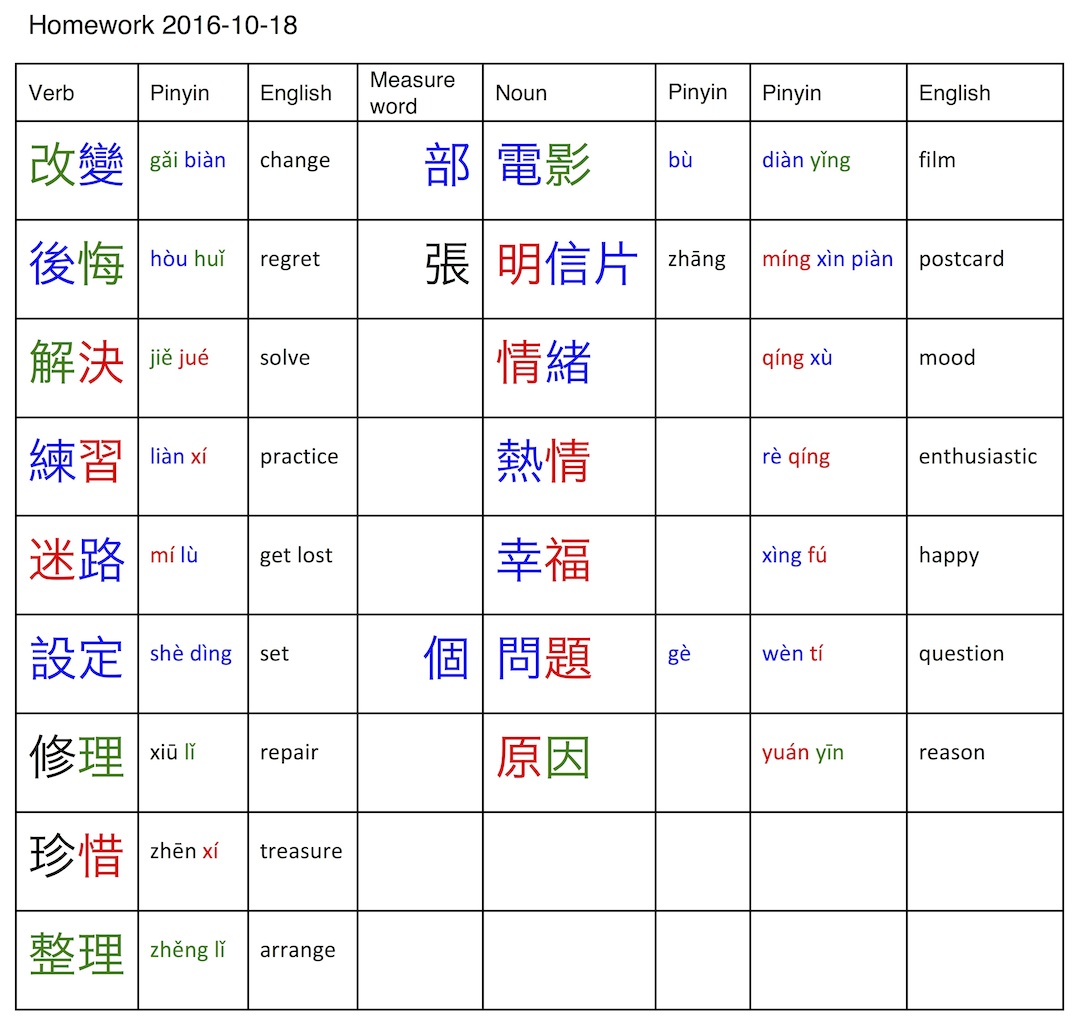 Homework 2016-10-18
Verb Pinyin English Measure word Noun Pinyin Pinyin English
改變 gǎi biàn change 部 電影 bù diàn yǐng film
後悔 hòu huǐ regret 張 明信片 zhāng míng xìn piàn postcard
解決 jiě jué solve 情緒 qíng xù mood
練習 liàn xí practice 熱情 rè qíng enthusiastic
迷路 mí lù get lost 幸福 xìng fú happy
設定 shè dìng set 個 問題 gè wèn tí question
修理 xiū lǐ repair 原因 yuán yīn reason
珍惜 zhēn xí treasure
整理 zhěng lǐ arrange